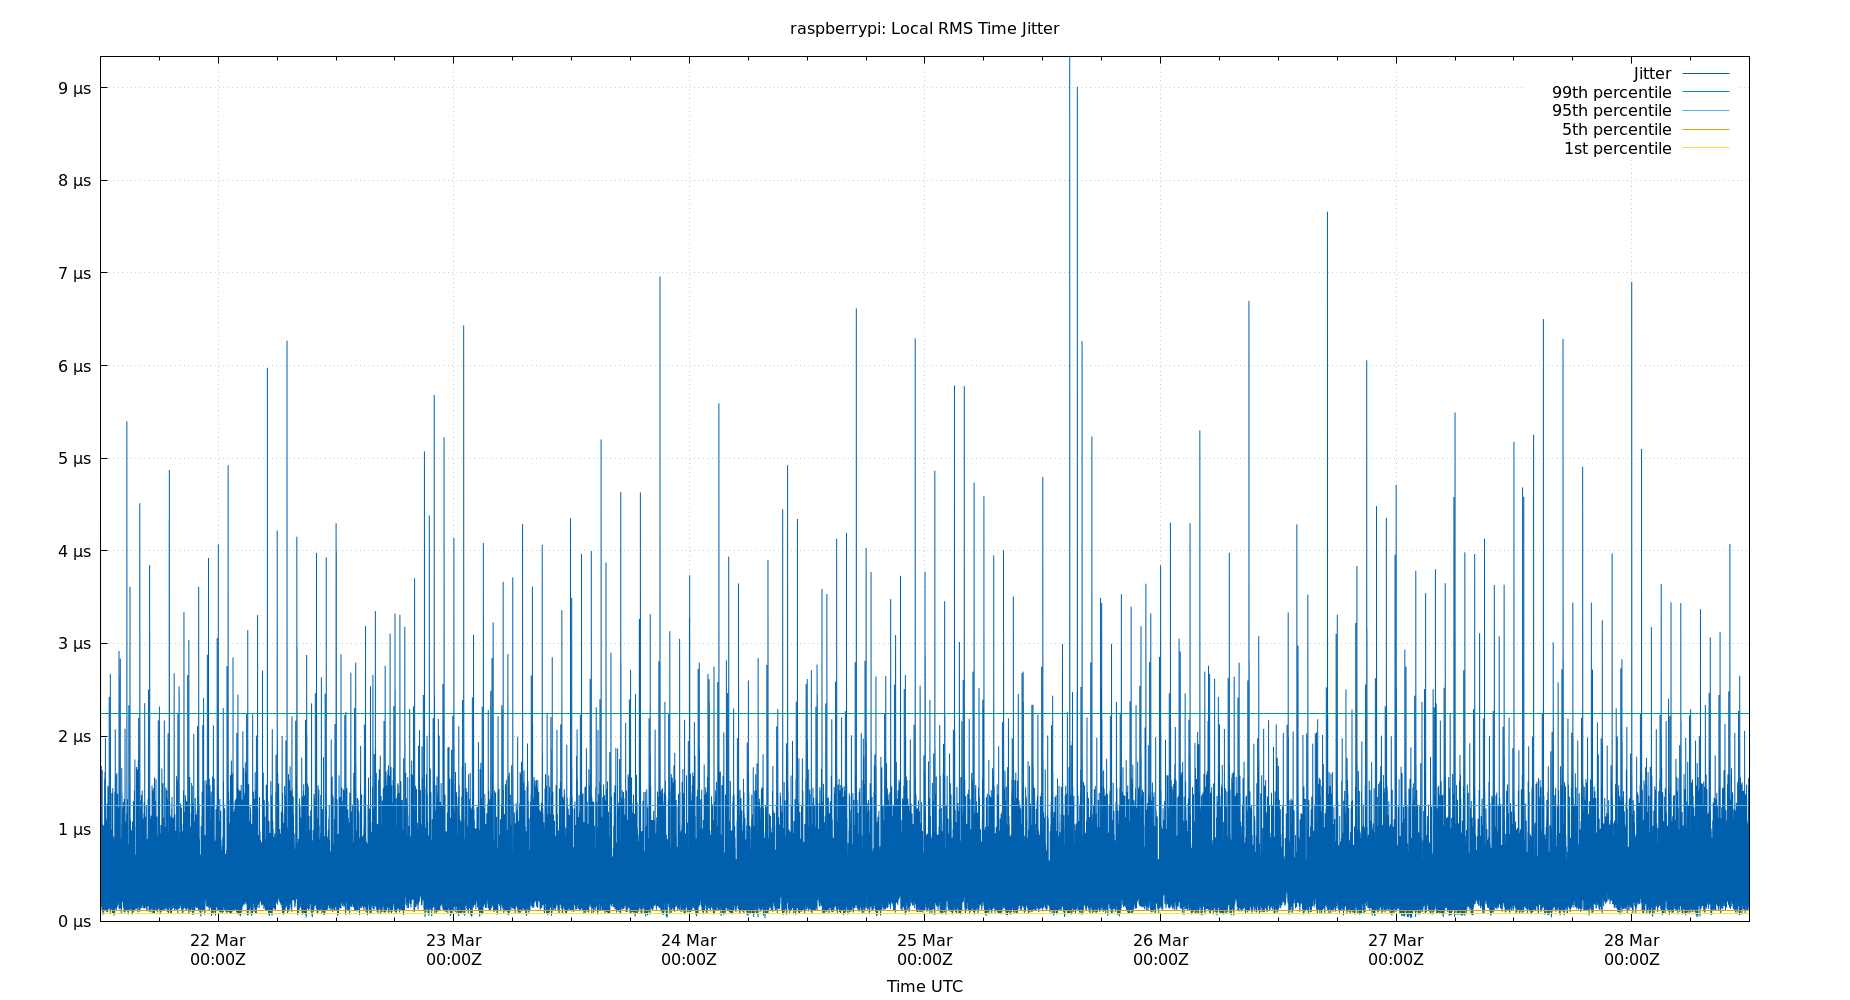 raspberrypi: Local RMS Time Jitter
Jitter
99th percentile
95th percentile
5th percentile
1st percentile
9 µs
8 µs
7 µs
6 µs
5 µs
4 µs
3 µs
2 µs
1 µs
0 µs
22 Mar 23 Mar 24 Mar 25 Mar 26 Mar 27 Mar 28 Mar
00:00Z 00:00Z 00:00Z 00:00Z 00:00Z 00:00Z 00:00Z
Time UTC